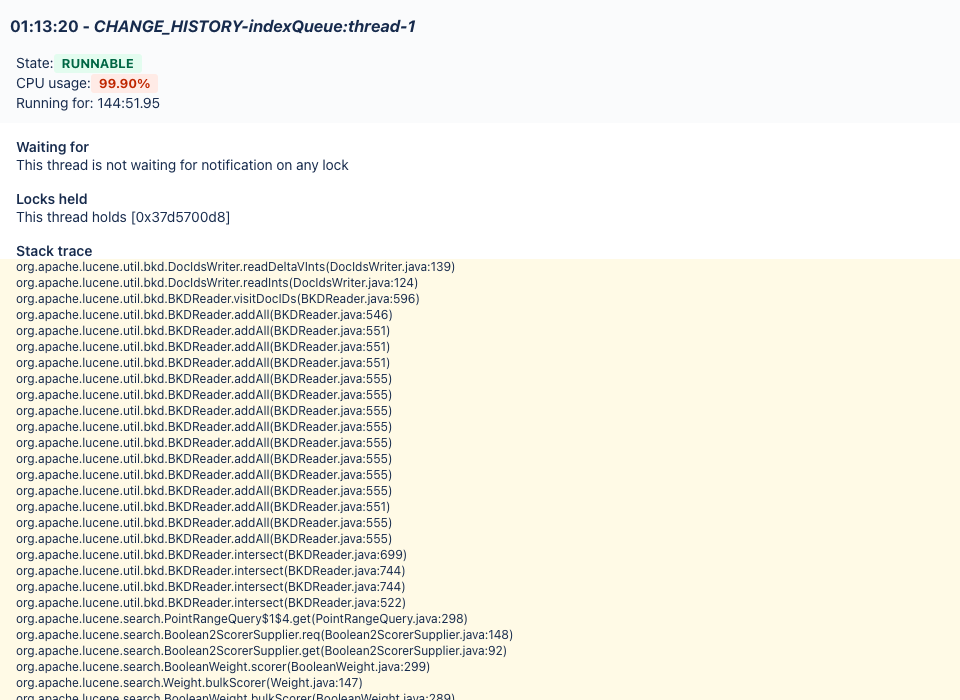 01:13:20 - CHANGE_HISTORY-indexQueue:thread-1
State: RUNNABLE
CPU usage: 99.90%
Running for: 144:51.95
Waiting for
This thread is not waiting for notification on any lock
Locks held
This thread holds [0x37d5700d8]
Stack trace
org.apache.lucene.util.bkd.DocIdsWriter.readDeltaVInts(DocIdsWriter.java:139)
org.apache.lucene.util.bkd.DocIdsWriter.readInts(DocIdsWriter.java:124)
org.apache.lucene.util.bkd.BKDReader.visitDocIDs(BKDReader.java:596)
org.apache.lucene.util.bkd.BKDReader.addAll(BKDReader.java:546)
org.apache.lucene.util.bkd.BKDReader.addAll(BKDReader.java:551)
org.apache.lucene.util.bkd.BKDReader.addAll(BKDReader.java:551)
org.apache.lucene.util.bkd.BKDReader.addAll(BKDReader.java:551)
org.apache.lucene.util.bkd.BKDReader.addAll(BKDReader.java:555)
org.apache.lucene.util.bkd.BKDReader.addAll(BKDReader.java:555)
org.apache.lucene.util.bkd.BKDReader.addAll(BKDReader.java:555)
org.apache.lucene.util.bkd.BKDReader.addAll(BKDReader.java:555)
org.apache.lucene.util.bkd.BKDReader.addAll(BKDReader.java:555)
org.apache.lucene.util.bkd.BKDReader.addAll(BKDReader.java:555)
org.apache.lucene.util.bkd.BKDReader.addAll(BKDReader.java:555)
org.apache.lucene.util.bkd.BKDReader.addAll(BKDReader.java:555)
org.apache.lucene.util.bkd.BKDReader.addAll(BKDReader.java:551)
org.apache.lucene.util.bkd.BKDReader.addAll(BKDReader.java:555)
org.apache.lucene.util.bkd.BKDReader.addAll(BKDReader.java:555)
org.apache.lucene.util.bkd.BKDReader.intersect(BKDReader.java:699)
org.apache.lucene.util.bkd.BKDReader.intersect(BKDReader.java:744)
org.apache.lucene.util.bkd.BKDReader.intersect(BKDReader.java:744)
org.apache.lucene.util.bkd.BKDReader.intersect(BKDReader.java:522)
org.apache.lucene.search.PointRangeQuery$1$4.get(PointRangeQuery.java:298)
org.apache.lucene.search.Boolean2ScorerSupplier.req(Boolean2ScorerSupplier.java:148)
org.apache.lucene.search.Boolean2ScorerSupplier.get(Boolean2ScorerSupplier.java:92)
org.apache.lucene.search.BooleanWeight.scorer(BooleanWeight.java:299)
org.apache.lucene.search.Weight.bulkScorer(Weight.java:147)
org.apache.lucene.search.BooleanWeight.bulkScorer(BooleanWeight.java:289)